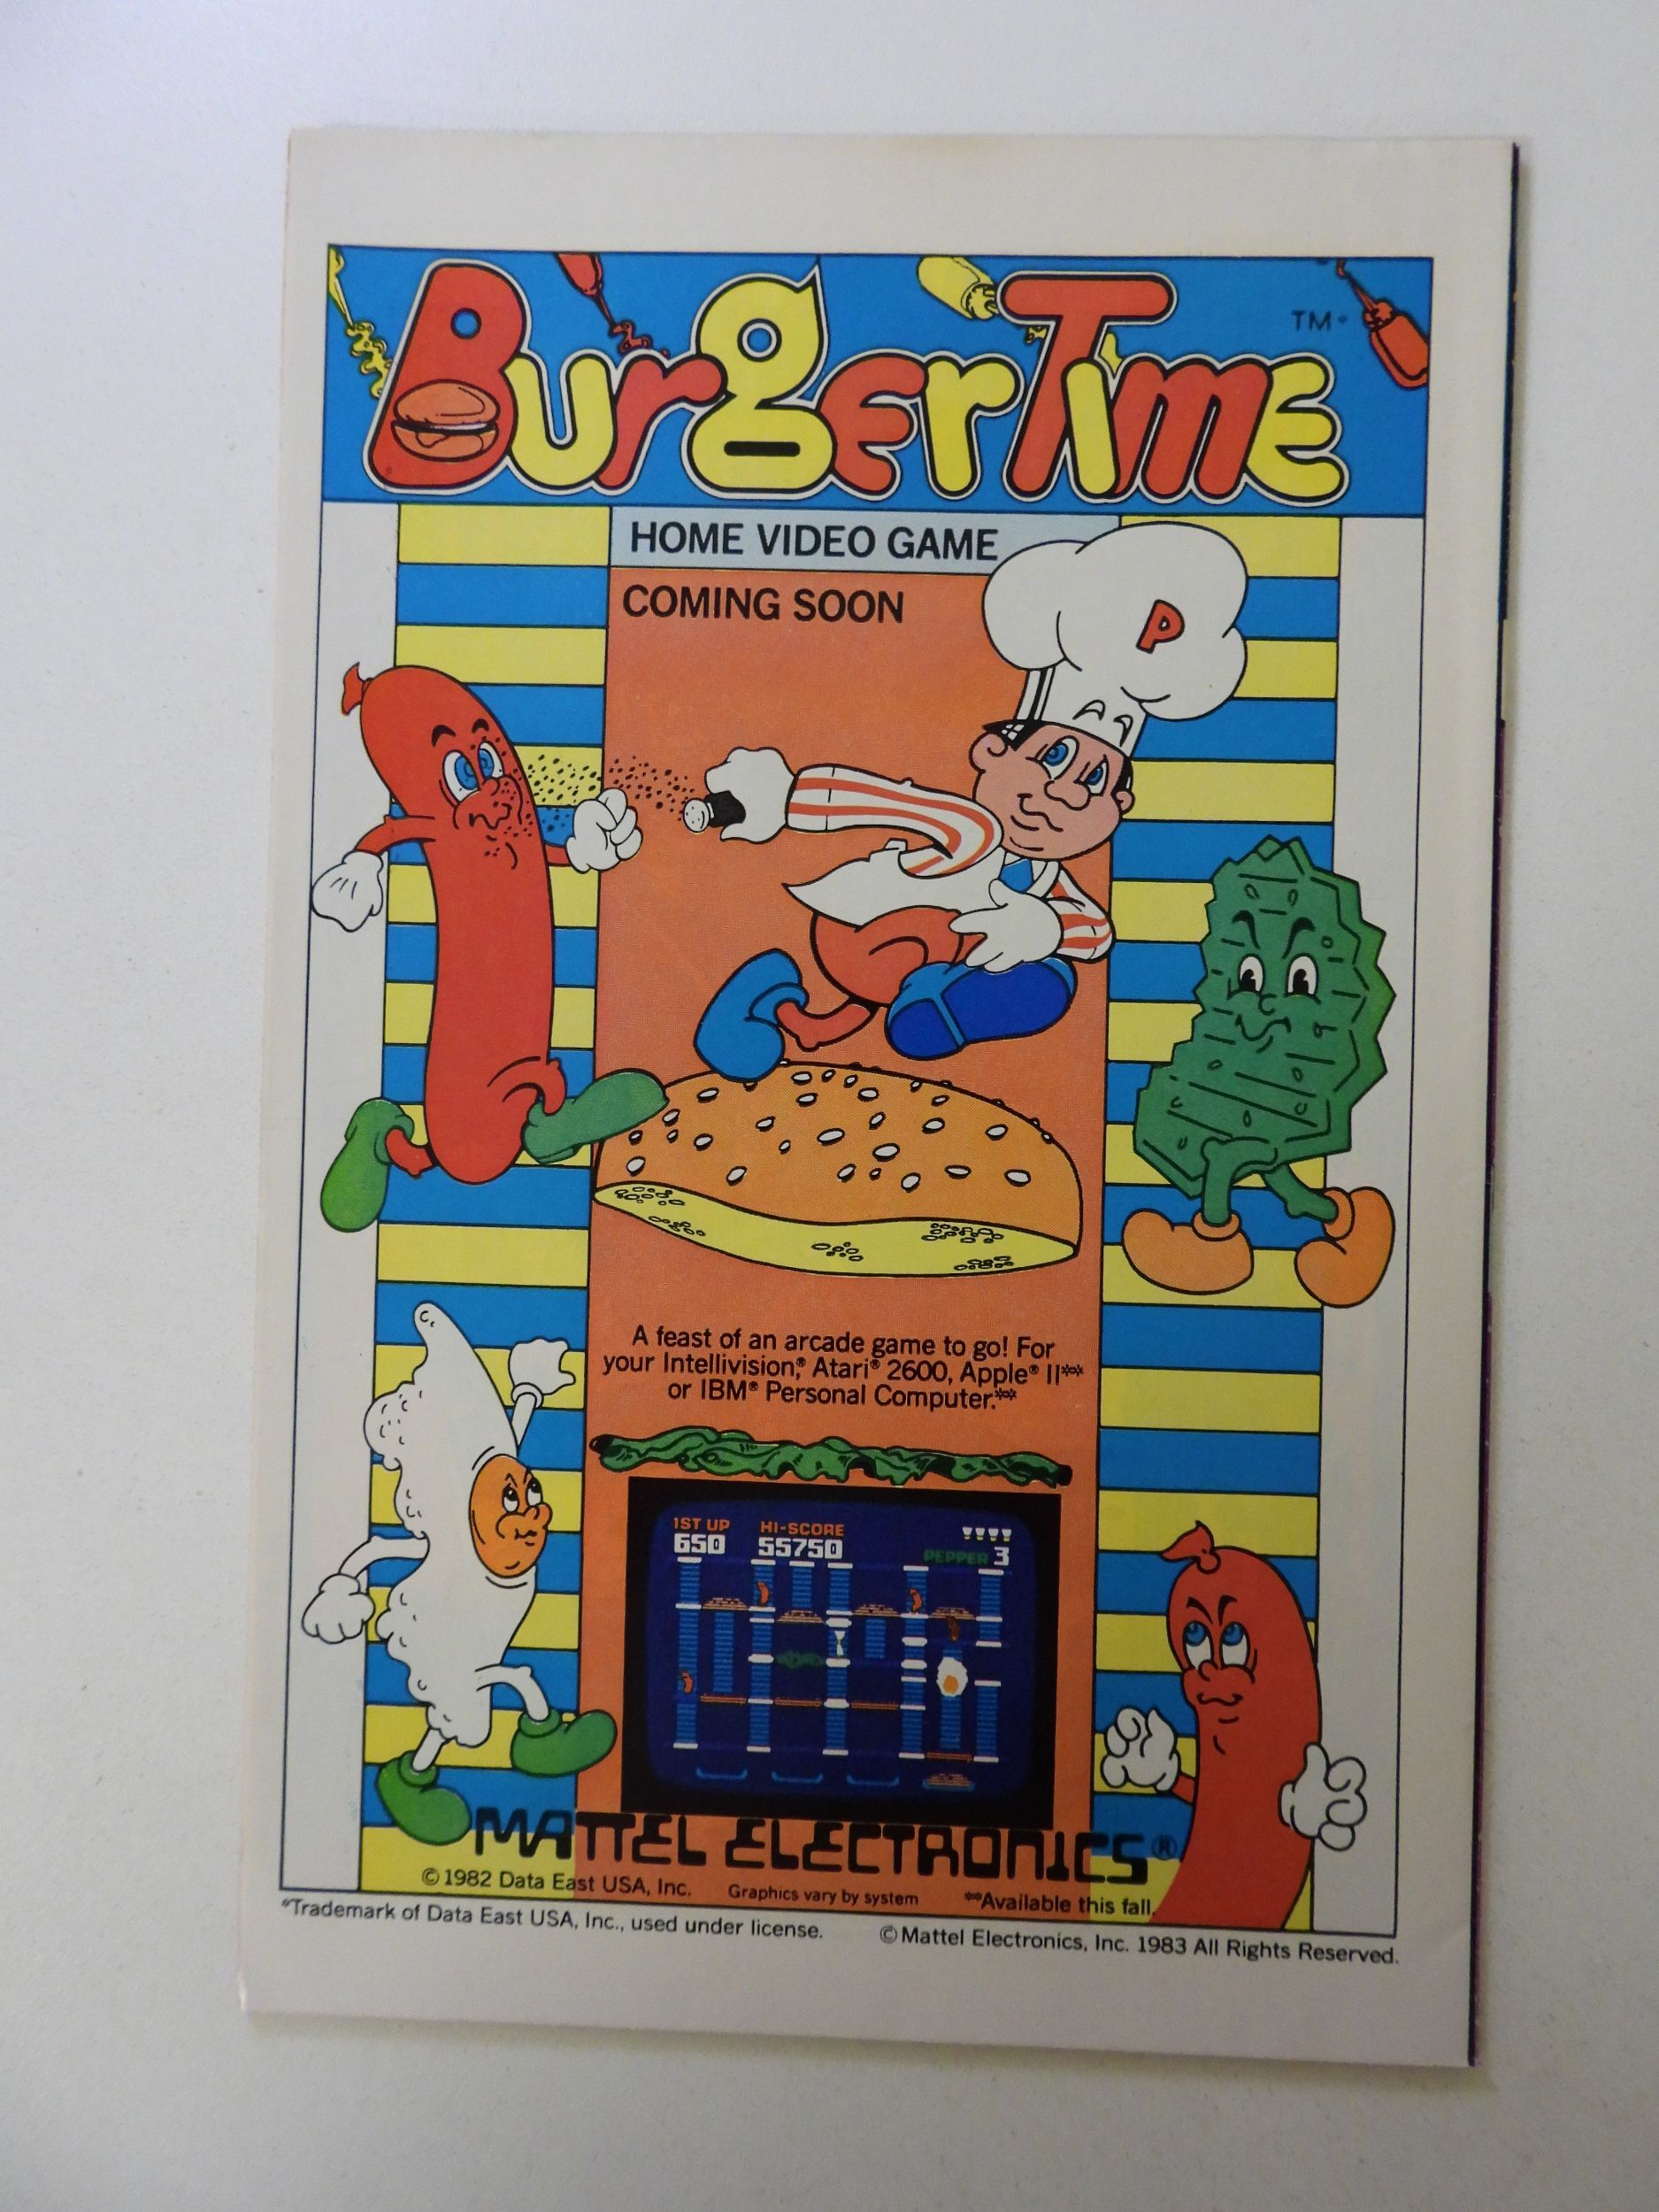 BurgerTime TM*
HOME VIDEO GAME
COMING SOON
P
A feast of an arcade game to go! For
your Intellivision,® Atari® 2600, Apple® II**
or IBM® Personal Computer.**
1ST UP HI-SCORE
650 55750
PEPPER 3
MATTEL ELECTRONICS®
© 1982 Data East USA, Inc. Graphics vary by system **Available this fall.
*Trademark of Data East USA, Inc., used under license. © Mattel Electronics, Inc. 1983 All Rights Reserved.